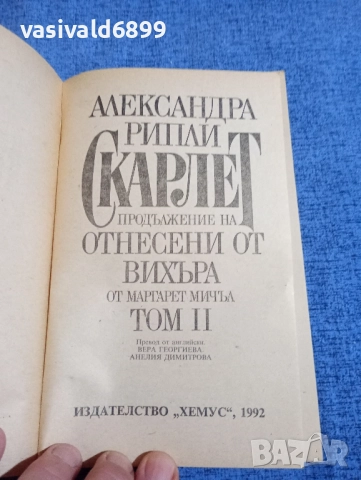 vasivald6899
АЛЕКСАНДРА
РИПЛИ
СКАРЛЕТ
ПРОДЪЛЖЕНИЕ НА
ОТНЕСЕНИ ОТ
ВИХЪРА
ОТ МАРГАРЕТ МИЧЪЛ
ТОМ II
Превод от английски:
ВЕРА ГЕОРГИЕВА
АНЕЛИЯ ДИМИТРОВА
ИЗДАТЕЛСТВО „ХЕМУС“, 1992
BAZAR